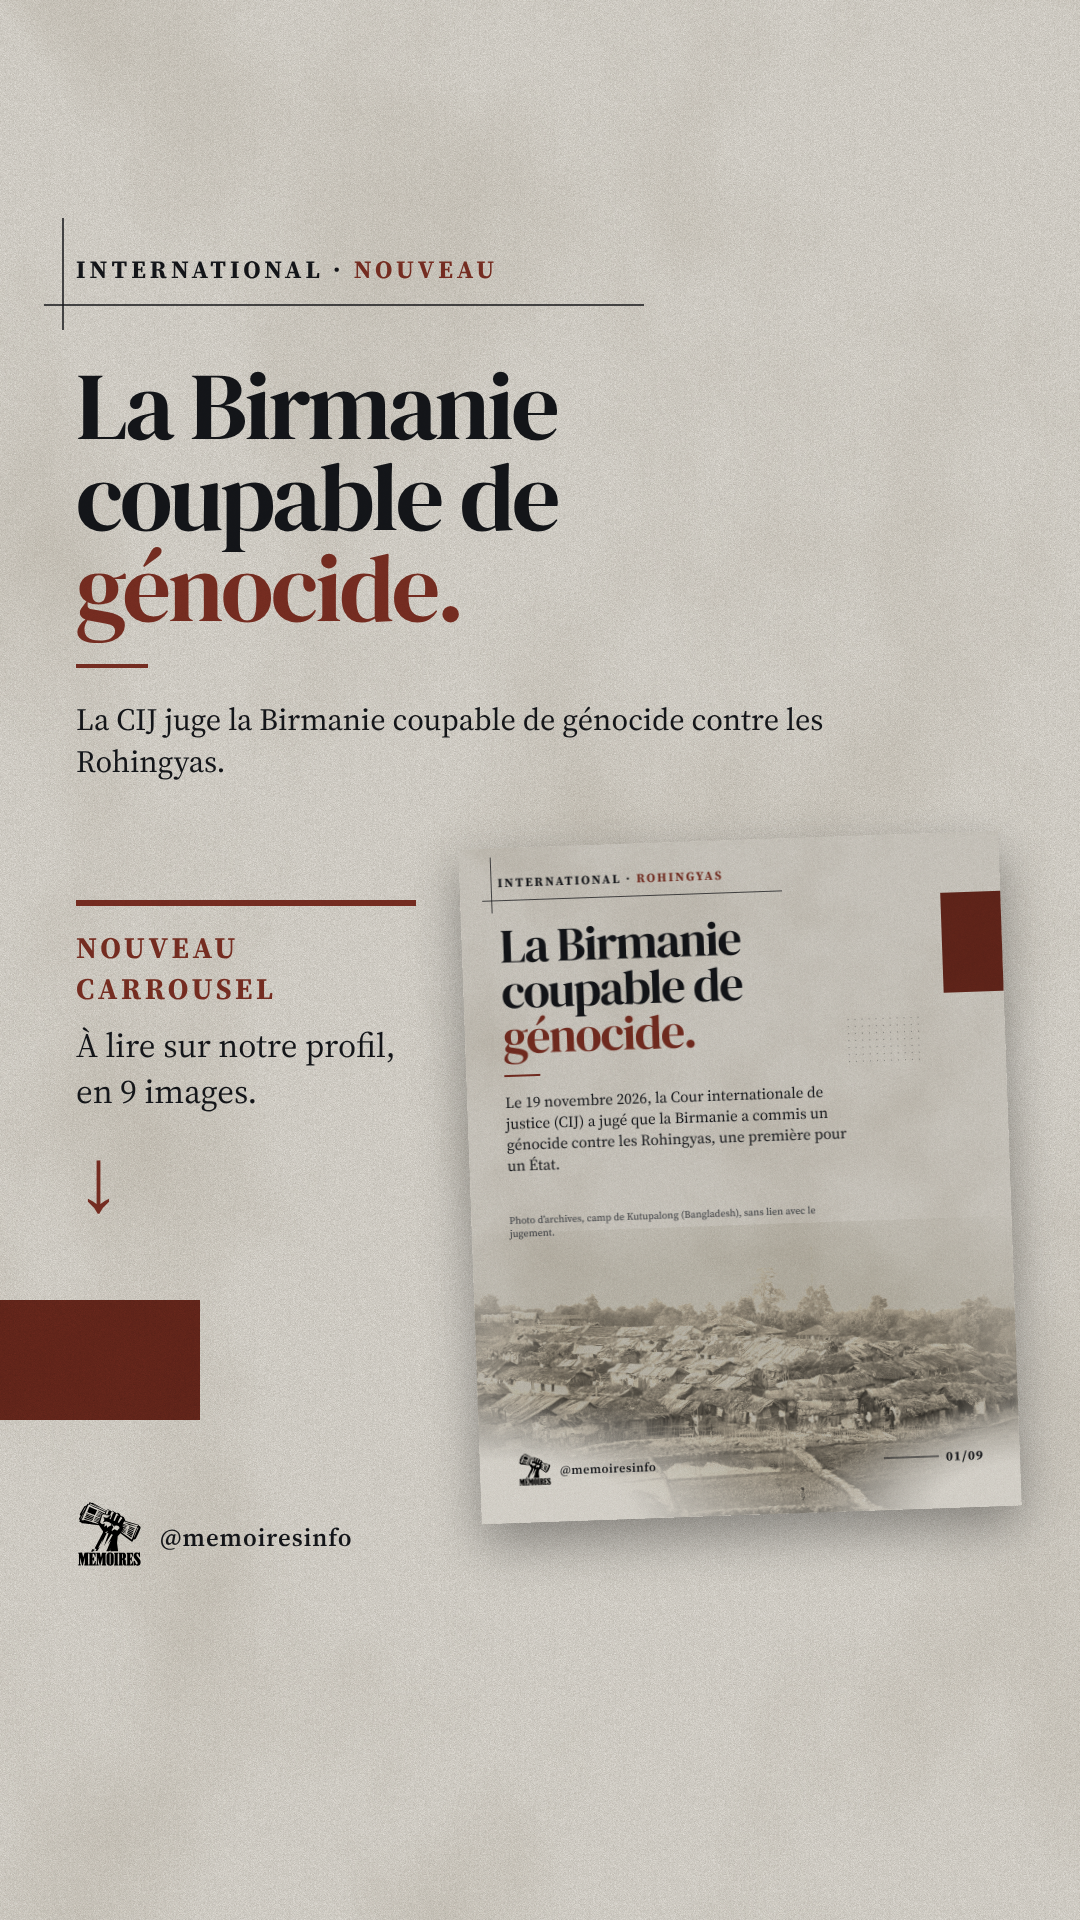 INTERNATIONAL · NOUVEAU
La Birmanie
coupable de
génocide.
La CIJ juge la Birmanie coupable de génocide contre les
Rohingyas.
NOUVEAU
CARROUSEL
À lire sur notre profil,
en 9 images.
↓
INTERNATIONAL · ROHINGYAS
La Birmanie
coupable de
génocide.
Le 19 novembre 2026, la Cour internationale de
justice (CIJ) a jugé que la Birmanie a commis un
génocide contre les Rohingyas, une première pour
un État.
Photo d'archives, camp de Kutupalong (Bangladesh), sans lien avec le
jugement.
MÉMOIRES
@memoiresinfo
01/09
MÉMOIRES
@memoiresinfo